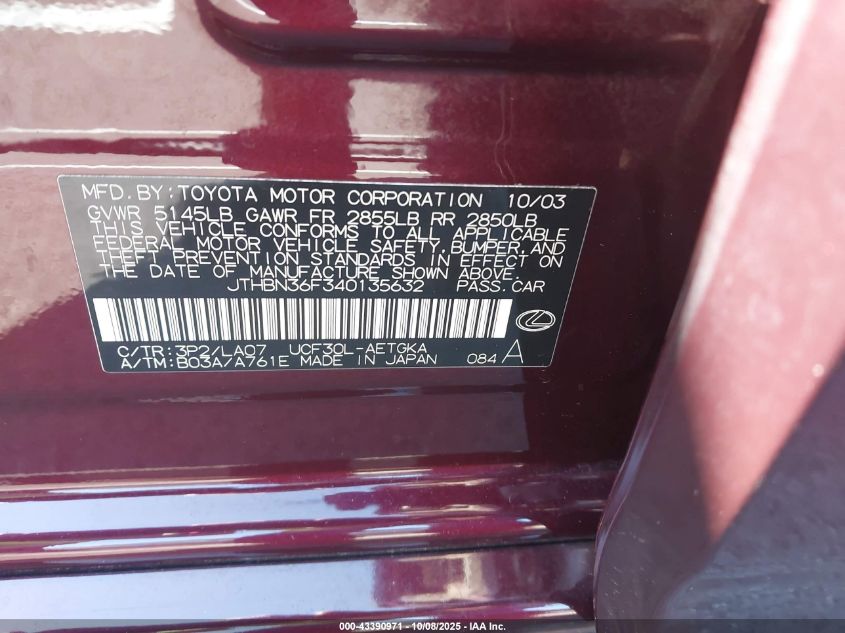 MFD. BY: TOYOTA MOTOR CORPORATION 10/03
GVWR 5145LB GAWR FR 2855LB RR 2850LB
THIS VEHICLE CONFORMS TO ALL APPLICABLE
FEDERAL MOTOR VEHICLE SAFETY, BUMPER, AND
THEFT PREVENTION STANDARDS IN EFFECT ON
THE DATE OF MANUFACTURE SHOWN ABOVE.
JTHBN36F340135632 PASS. CAR
C/TR: 3P2/LA07 UCF30L-AETGKA
A/TM: B03A/A761E MADE IN JAPAN 084 A
000-43390971 - 10/08/2025 - IAA Inc.